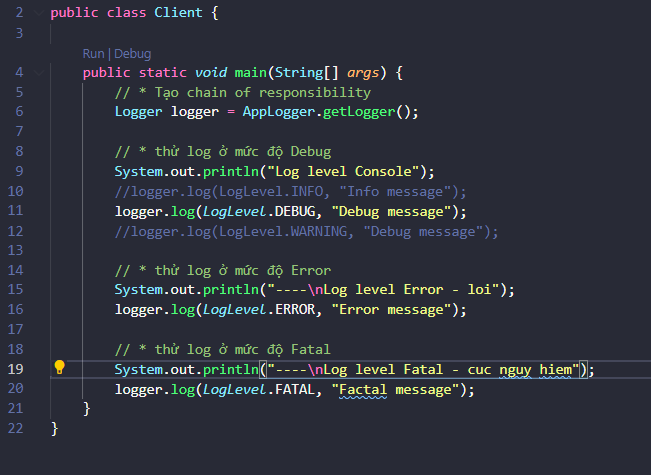 2 public class Client {
3
Run | Debug
4 public static void main(String[] args) {
5 // * Tạo chain of responsibility
6 Logger logger = AppLogger.getLogger();
7
8 // * thử log ở mức độ Debug
9 System.out.println("Log level Console");
10 //logger.log(LogLevel.INFO, "Info message");
11 logger.log(LogLevel.DEBUG, "Debug message");
12 //logger.log(LogLevel.WARNING, "Debug message");
13
14 // * thử log ở mức độ Error
15 System.out.println("----\nLog level Error - loi");
16 logger.log(LogLevel.ERROR, "Error message");
17
18 // * thử log ở mức độ Fatal
19 System.out.println("----\nLog level Fatal - cuc nguy hiem");
20 logger.log(LogLevel.FATAL, "Factal message");
21 }
22 }